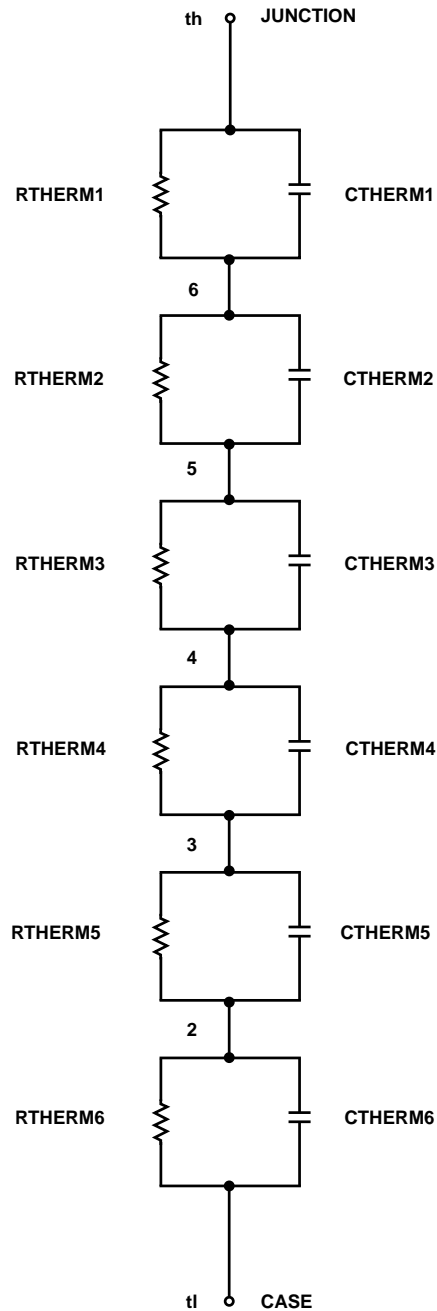 th JUNCTION
RTHERM1 CTHERM1
6
RTHERM2 CTHERM2
5
RTHERM3 CTHERM3
4
RTHERM4 CTHERM4
3
RTHERM5 CTHERM5
2
RTHERM6 CTHERM6
tl CASE